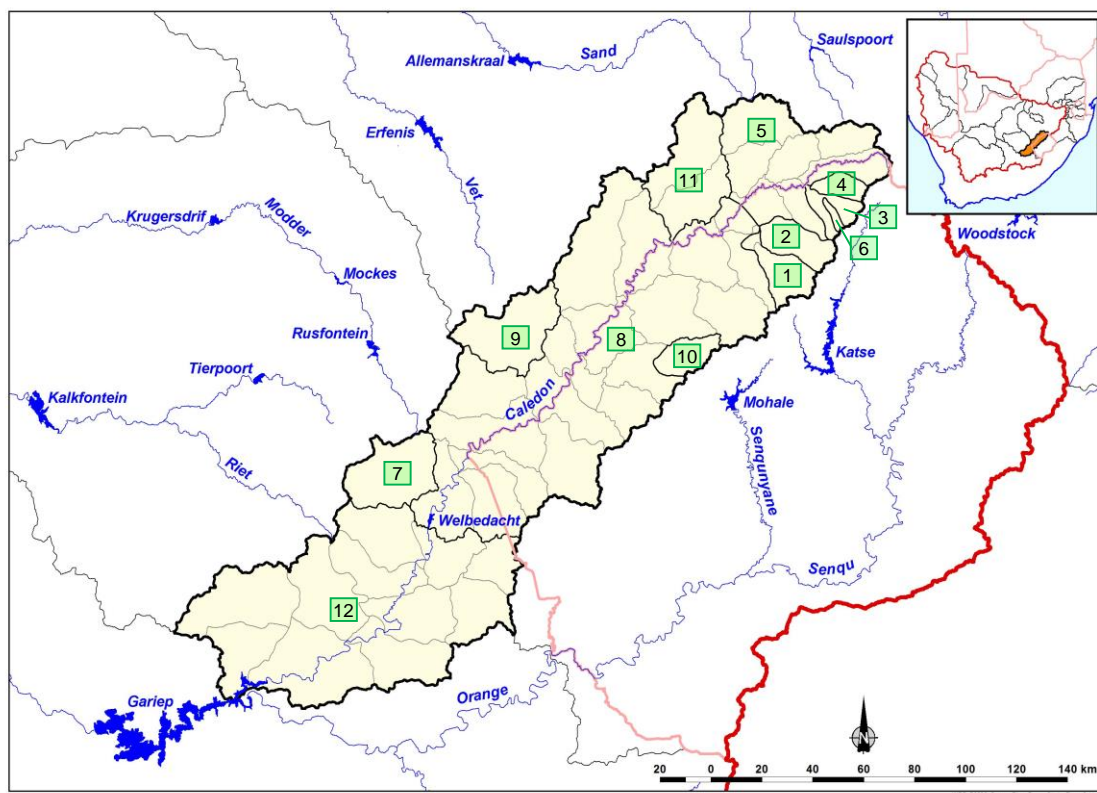 Saulspoort
Sand
Allemanskraal
Erfenis
5
Vet
11
4
Krugersdrif
Modder
3
2
6
Woodstock
Mockes
1
Rusfontein
9
8
10
Katse
Tierpoort
Kalkfontein
Caledon
Mohale
Riet
7
Senqunyane
Welbedacht
Senqu
12
Gariep
Orange
N
20 0 20 40 60 80 100 120 140 km